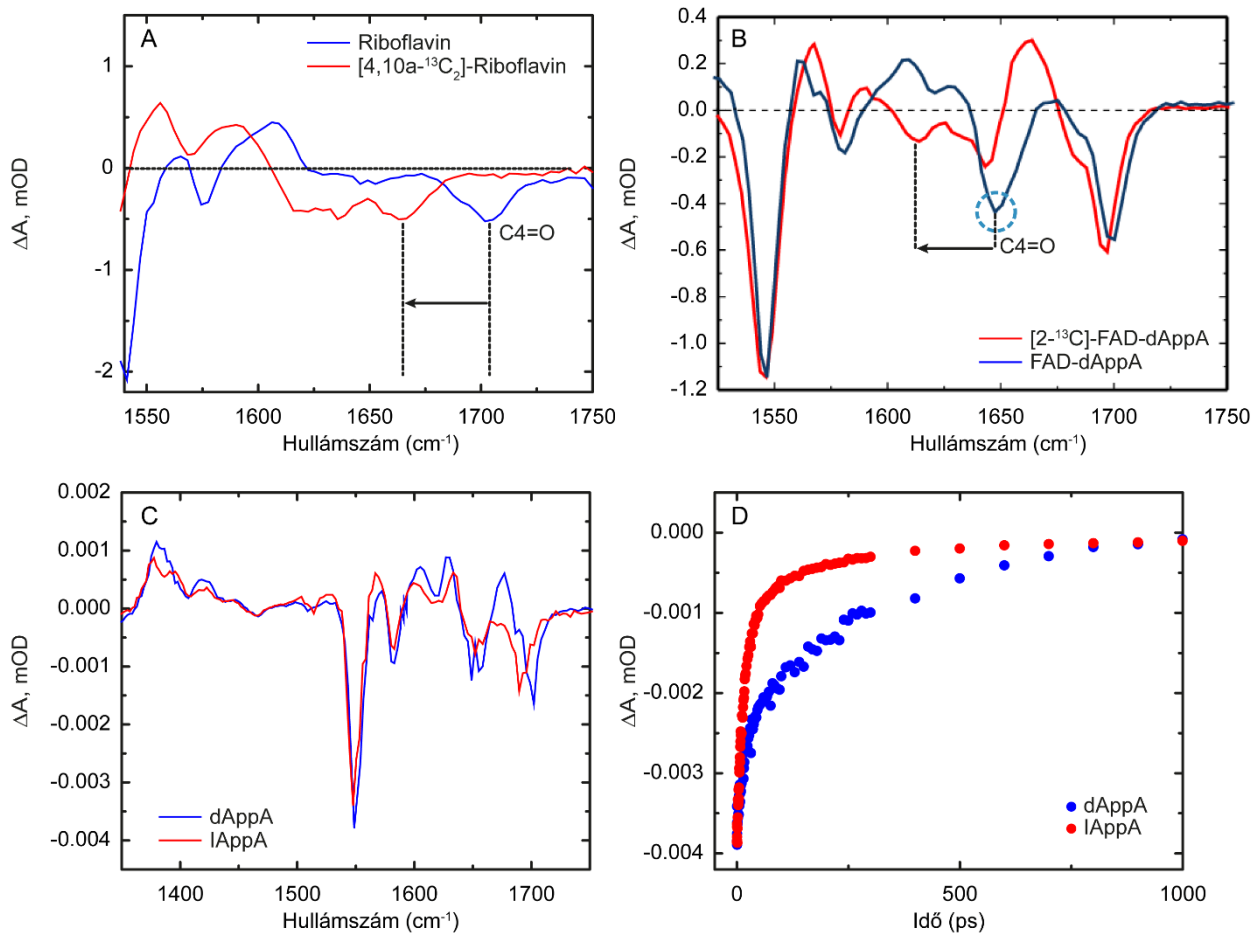 A
Riboflavin
[4,10a-¹³C₂]-Riboflavin
C4=O
1
0
-1
-2
ΔA, mOD
1550
1600
1650
1700
1750
Hullámszám (cm⁻¹)
B
0.4
0.2
0.0
-0.2
-0.4
-0.6
-0.8
-1.0
-1.2
ΔA, mOD
C4=O
[2-¹³C]-FAD-dAppA
FAD-dAppA
1550
1600
1650
1700
1750
Hullámszám (cm⁻¹)
C
0.002
0.001
0.000
-0.001
-0.002
-0.003
-0.004
ΔA, mOD
dAppA
lAppA
1400
1500
1600
1700
Hullámszám (cm⁻¹)
D
0.000
-0.001
-0.002
-0.003
-0.004
ΔA, mOD
dAppA
lAppA
0
500
1000
Idő (ps)